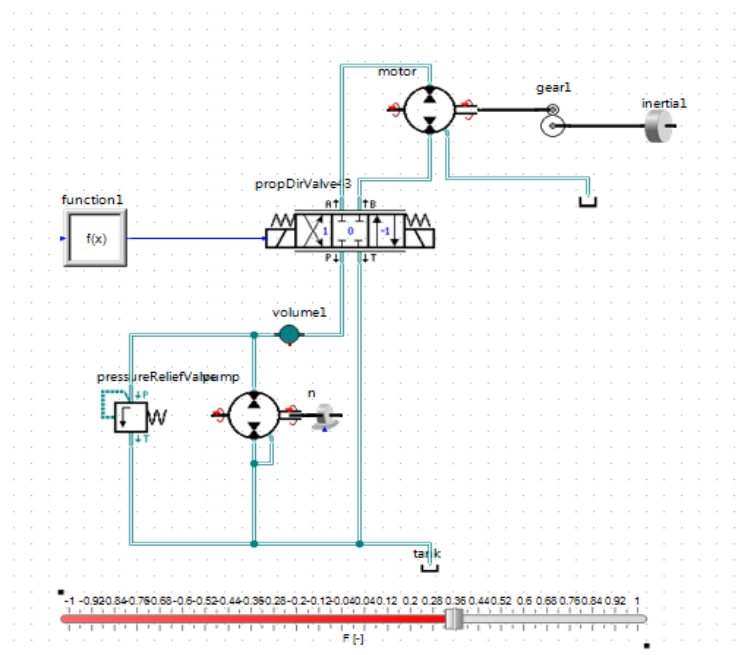 motor
gear1
inertia1
propDirValve43
A B
function1
f(x)
1 0 -1
P T
volume1
pressureReliefValve
pump
P
n
T
tank
-1 -0.92 -0.84 -0.76 -0.68 -0.6 -0.52 -0.44 -0.36 -0.28 -0.2 -0.12 -0.04 0.04 0.12 0.2 0.28 0.36 0.44 0.52 0.6 0.68 0.76 0.84 0.92 1
F [-]